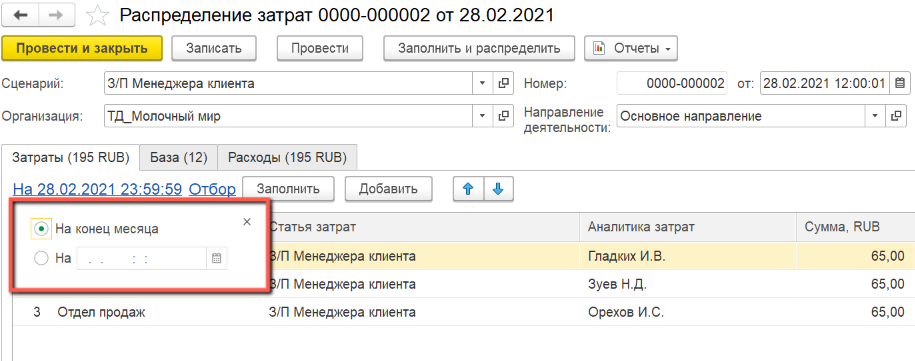 Распределение затрат 0000-000002 от 28.02.2021
Провести и закрыть Записать Провести Заполнить и распределить Отчеты
Сценарий: З/П Менеджера клиента Номер: 0000-000002 от: 28.02.2021 12:00:01
Организация: ТД_Молочный мир Направление деятельности: Основное направление
Затраты (195 RUB) База (12) Расходы (195 RUB)
На 28.02.2021 23:59:59 Отбор Заполнить Добавить
На конец месяца ×
На . . : :
Статья затрат Аналитика затрат Сумма, RUB
З/П Менеджера клиента Гладких И.В. 65,00
З/П Менеджера клиента Зуев Н.Д. 65,00
3 Отдел продаж З/П Менеджера клиента Орехов И.С. 65,00